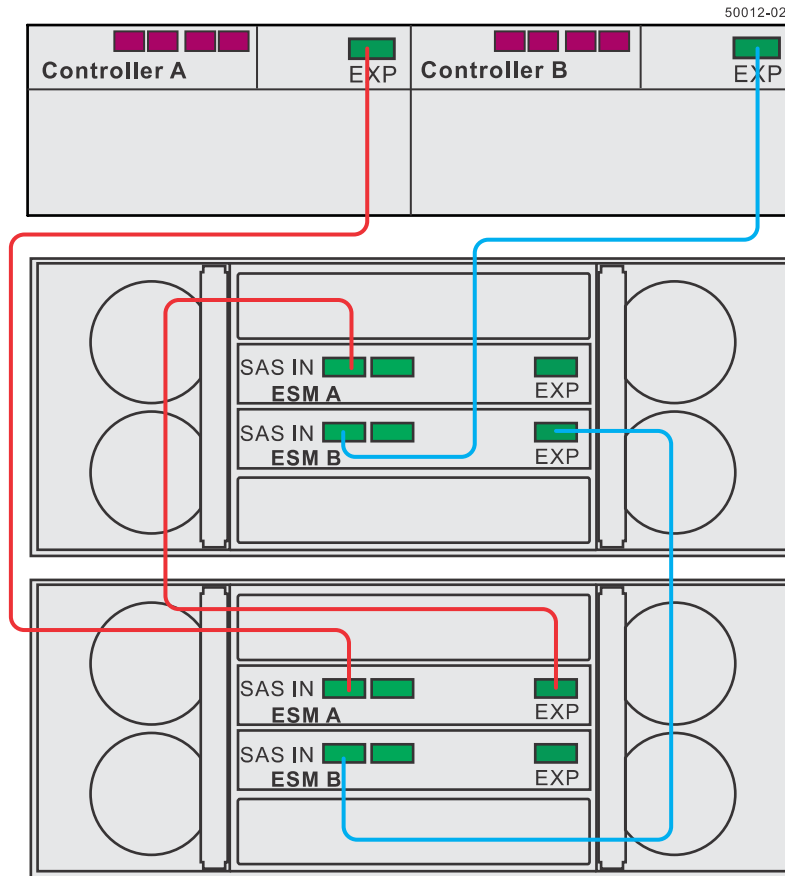 50012-02
Controller A
EXP
Controller B
EXP
SAS IN
ESM A
EXP
SAS IN
ESM B
EXP
SAS IN
ESM A
EXP
SAS IN
ESM B
EXP